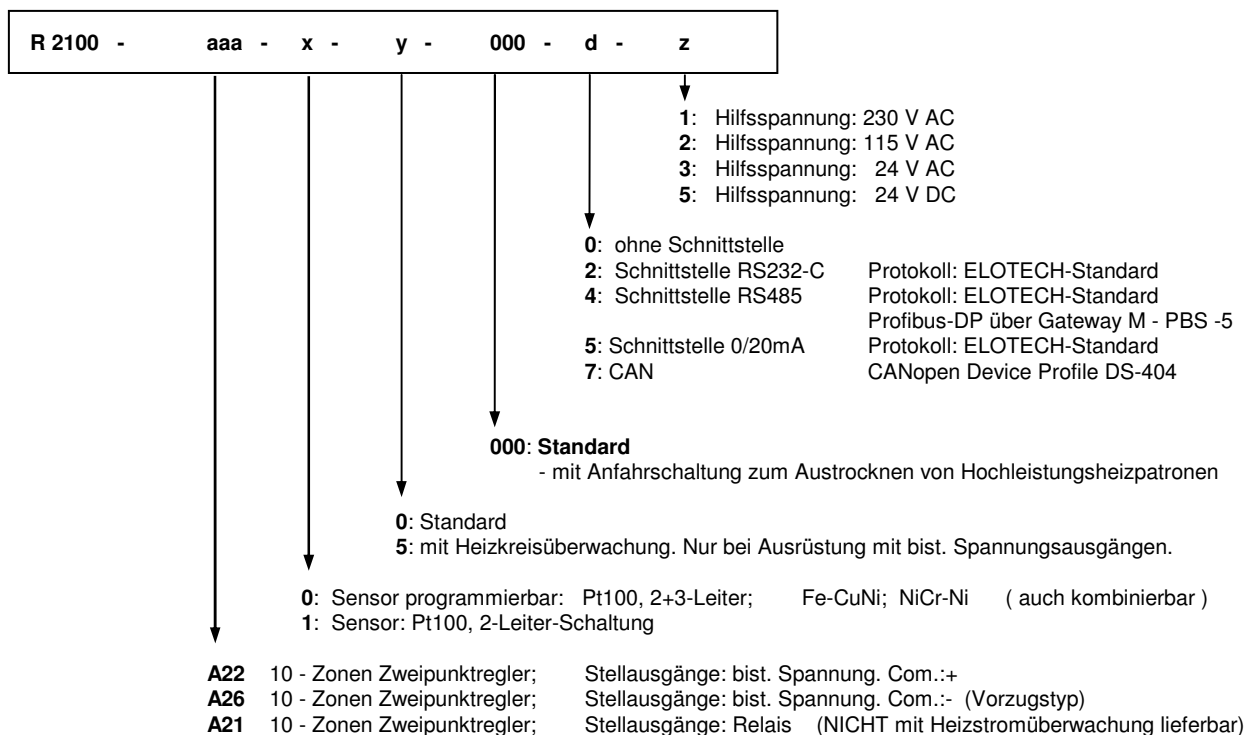 R 2100 - aaa - x - y - 000 - d - z
1: Hilfsspannung: 230 V AC
2: Hilfsspannung: 115 V AC
3: Hilfsspannung: 24 V AC
5: Hilfsspannung: 24 V DC
0: ohne Schnittstelle
2: Schnittstelle RS232-C Protokoll: ELOTECH-Standard
4: Schnittstelle RS485 Protokoll: ELOTECH-Standard
Profibus-DP über Gateway M - PBS -5
5: Schnittstelle 0/20mA Protokoll: ELOTECH-Standard
7: CAN CANopen Device Profile DS-404
000: Standard
- mit Anfahrschaltung zum Austrocknen von Hochleistungsheizpatronen
0: Standard
5: mit Heizkreisüberwachung. Nur bei Ausrüstung mit bist. Spannungsausgängen.
0: Sensor programmierbar: Pt100, 2+3-Leiter; Fe-CuNi; NiCr-Ni ( auch kombinierbar )
1: Sensor: Pt100, 2-Leiter-Schaltung
A22 10 - Zonen Zweipunktregler; Stellausgänge: bist. Spannung. Com.:+
A26 10 - Zonen Zweipunktregler; Stellausgänge: bist. Spannung. Com.:- (Vorzugstyp)
A21 10 - Zonen Zweipunktregler; Stellausgänge: Relais (NICHT mit Heizstromüberwachung lieferbar)